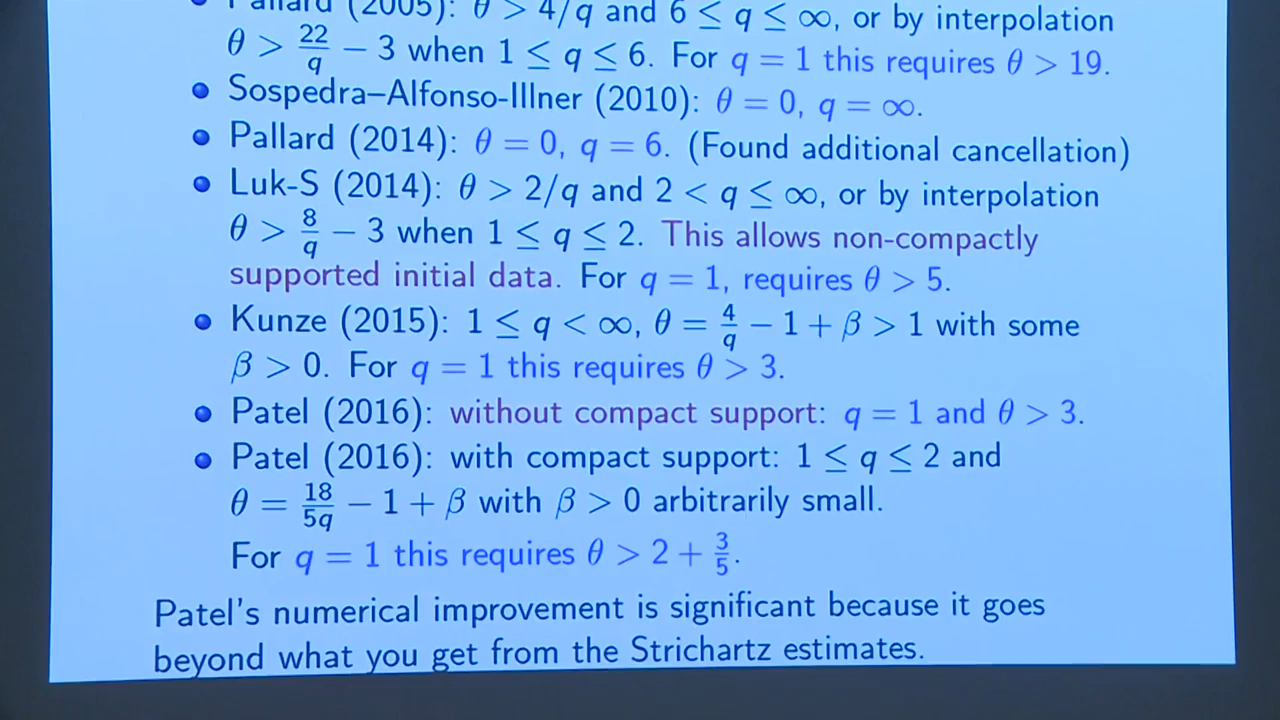 Pallard (2005): θ > 4/q and 6 ≤ q ≤ ∞, or by interpolation
θ > 22/q − 3 when 1 ≤ q ≤ 6. For q = 1 this requires θ > 19.
Sospedra–Alfonso-Illner (2010): θ = 0, q = ∞.
Pallard (2014): θ = 0, q = 6. (Found additional cancellation)
Luk-S (2014): θ > 2/q and 2 < q ≤ ∞, or by interpolation
θ > 8/q − 3 when 1 ≤ q ≤ 2. This allows non-compactly
supported initial data. For q = 1, requires θ > 5.
Kunze (2015): 1 ≤ q < ∞, θ = 4/q − 1 + β > 1 with some
β > 0. For q = 1 this requires θ > 3.
Patel (2016): without compact support: q = 1 and θ > 3.
Patel (2016): with compact support: 1 ≤ q ≤ 2 and
θ = 18/5q − 1 + β with β > 0 arbitrarily small.
For q = 1 this requires θ > 2 + 3/5.
Patel's numerical improvement is significant because it goes
beyond what you get from the Strichartz estimates.